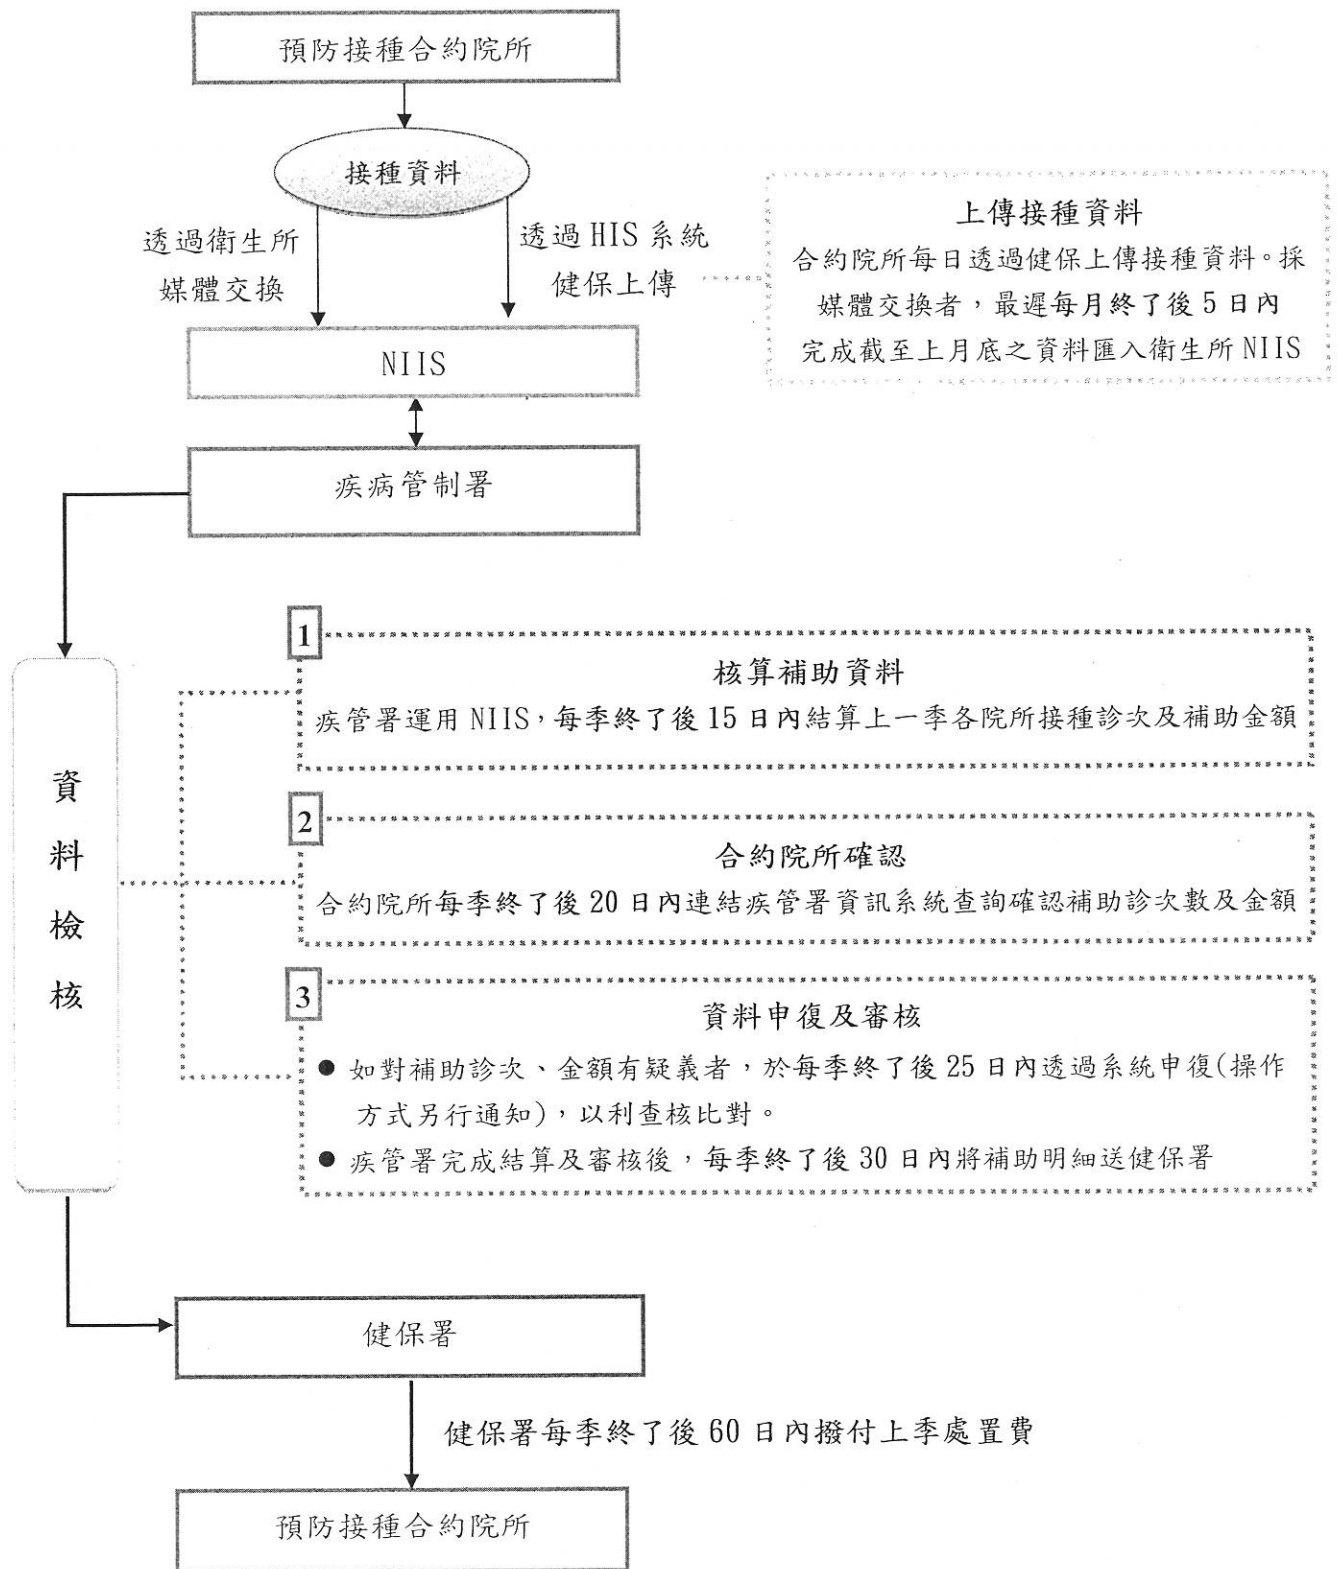 預防接種合約院所
接種資料
透過衛生所
媒體交換
透過 HIS 系統
健保上傳
上傳接種資料
合約院所每日透過健保上傳接種資料。採
媒體交換者，最遲每月終了後 5 日內
完成截至上月底之資料匯入衛生所 NIIS
NIIS
疾病管制署
資
料
檢
核
1
核算補助資料
疾管署運用 NIIS，每季終了後 15 日內結算上一季各院所接種診次及補助金額
2
合約院所確認
合約院所每季終了後 20 日內連結疾管署資訊系統查詢確認補助診次數及金額
3
資料申復及審核
● 如對補助診次、金額有疑義者，於每季終了後 25 日內透過系統申復(操作
方式另行通知)，以利查核比對。
● 疾管署完成結算及審核後，每季終了後 30 日內將補助明細送健保署
健保署
健保署每季終了後 60 日內撥付上季處置費
預防接種合約院所